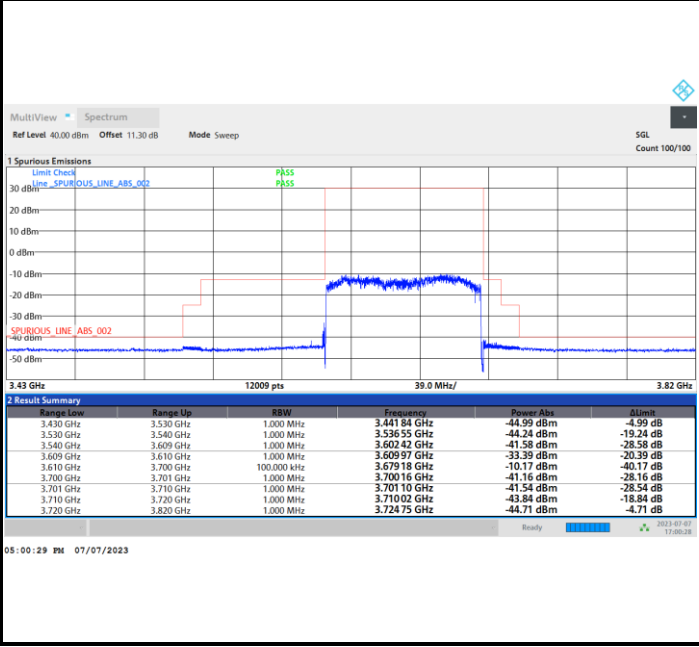 MultiView Spectrum
Ref Level 40.00 dBm Offset 11.30 dB Mode Sweep SGL
Count 100/100
1 Spurious Emissions
Limit Check PASS
Line _SPURIOUS_LINE_ABS_002 PASS
30 dBm
20 dBm
10 dBm
0 dBm
-10 dBm
-20 dBm
-30 dBm
_SPURIOUS_LINE_ABS_002
-40 dBm
-50 dBm
3.43 GHz 12009 pts 39.0 MHz/ 3.82 GHz
2 Result Summary
Range Low Range Up RBW Frequency Power Abs ΔLimit
3.430 GHz 3.530 GHz 1.000 MHz 3.441 84 GHz -44.99 dBm -4.99 dB
3.530 GHz 3.540 GHz 1.000 MHz 3.536 55 GHz -44.24 dBm -19.24 dB
3.540 GHz 3.609 GHz 1.000 MHz 3.602 42 GHz -41.58 dBm -28.58 dB
3.609 GHz 3.610 GHz 1.000 MHz 3.609 97 GHz -33.39 dBm -20.39 dB
3.610 GHz 3.700 GHz 100.000 kHz 3.679 18 GHz -10.17 dBm -40.17 dB
3.700 GHz 3.701 GHz 1.000 MHz 3.700 16 GHz -41.16 dBm -28.16 dB
3.701 GHz 3.710 GHz 1.000 MHz 3.701 10 GHz -41.54 dBm -28.54 dB
3.710 GHz 3.720 GHz 1.000 MHz 3.710 02 GHz -43.84 dBm -18.84 dB
3.720 GHz 3.820 GHz 1.000 MHz 3.724 75 GHz -44.71 dBm -4.71 dB
Ready 2023-07-07
17:00:28
05:00:29 PM 07/07/2023